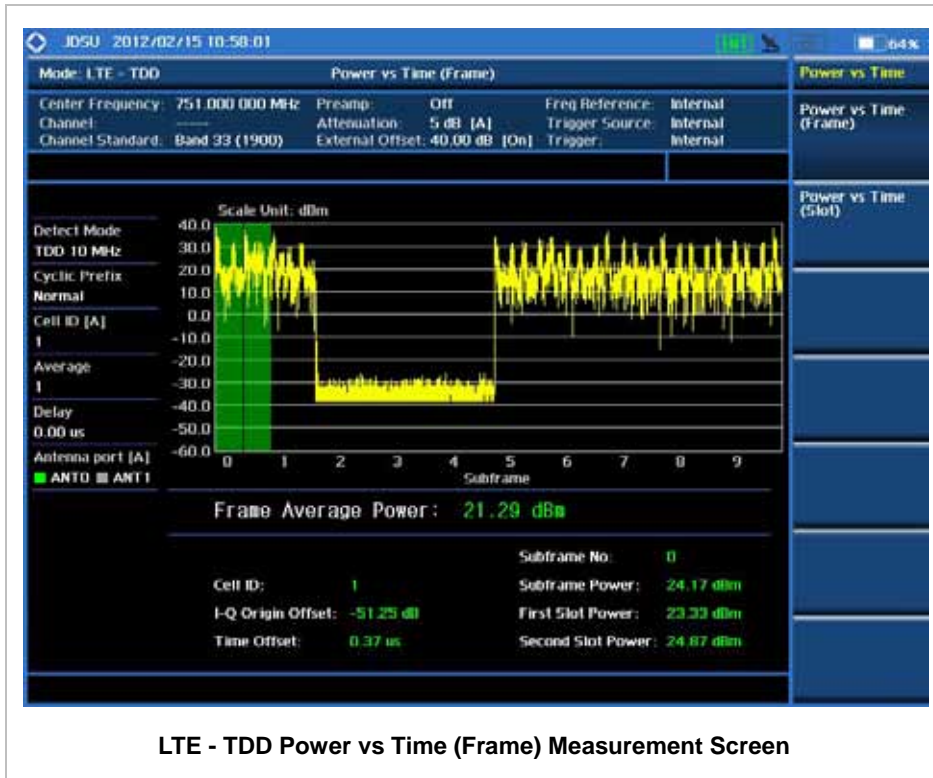 JDSU 2012/02/15 10:58:01
64%
Mode: LTE - TDD
Power vs Time (Frame)
Power vs Time
Center Frequency: 751.000 000 MHz
Preamp: Off
Freq Reference: Internal
Channel: -----
Attenuation: 5 dB [A]
Trigger Source: Internal
Channel Standard: Band 33 (1900)
External Offset: 40.00 dB [On]
Trigger: Internal
Power vs Time
(Frame)
Power vs Time
(Slot)
Detect Mode
TDD 10 MHz
Cyclic Prefix
Normal
Cell ID [A]
1
Average
1
Delay
0.00 us
Antenna port [A]
ANT0 ANT1
Scale Unit: dBm
40.0
30.0
20.0
10.0
0.0
-10.0
-20.0
-30.0
-40.0
-50.0
-60.0
0 1 2 3 4 5 6 7 8 9
Subframe
Frame Average Power: 21.29 dBm
Subframe No: 0
Cell ID: 1
Subframe Power: 24.17 dBm
I-Q Origin Offset: -51.25 dB
First Slot Power: 23.33 dBm
Time Offset: 0.37 us
Second Slot Power: 24.87 dBm
LTE - TDD Power vs Time (Frame) Measurement Screen